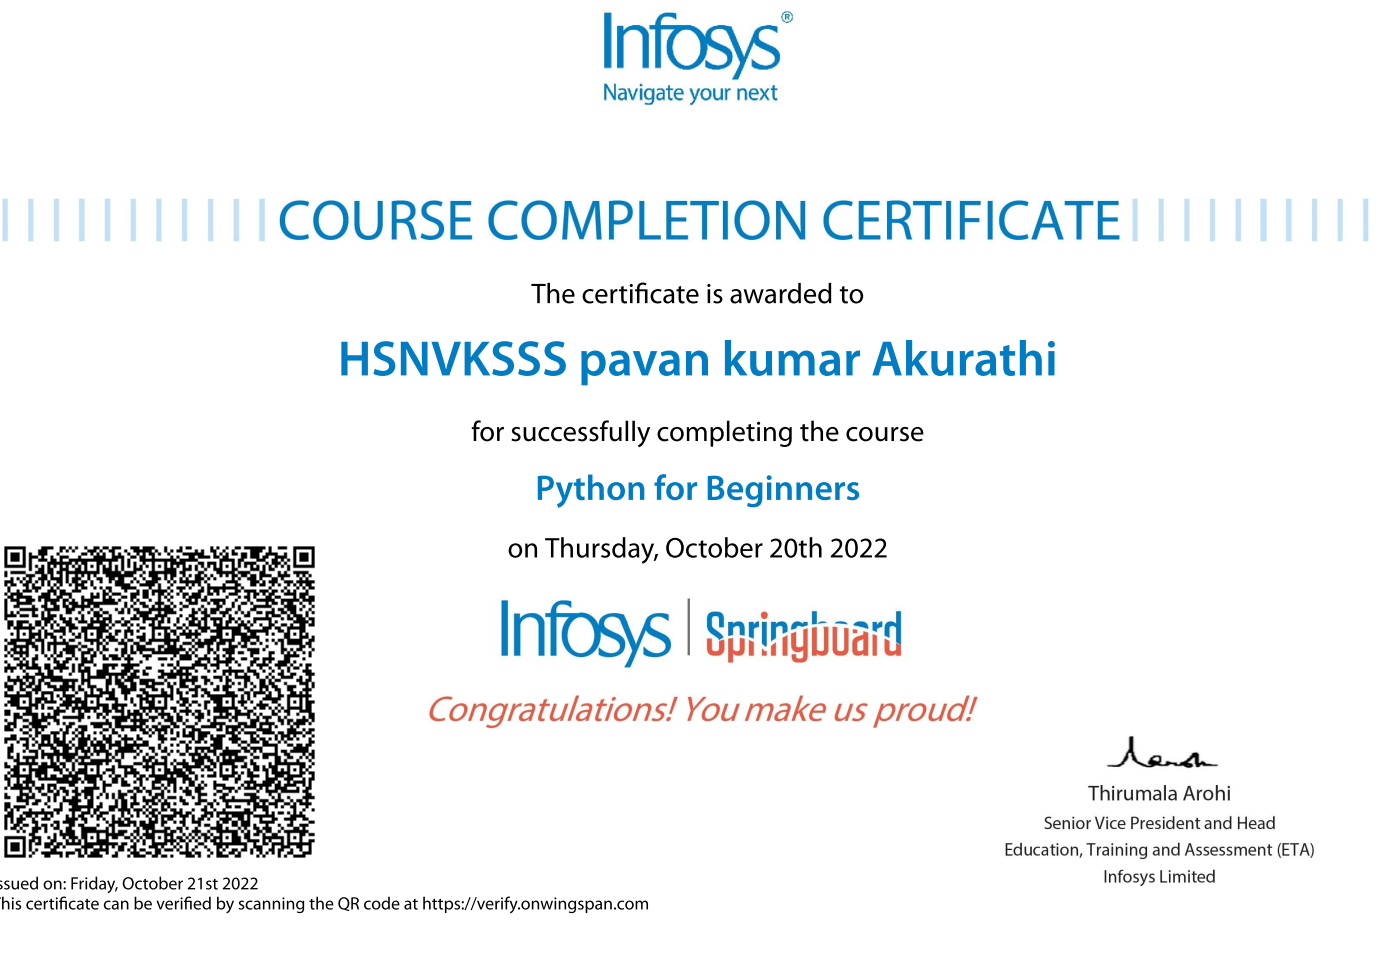 Infosys®
Navigate your next
COURSE COMPLETION CERTIFICATE
The certificate is awarded to
HSNVKSSS pavan kumar Akurathi
for successfully completing the course
Python for Beginners
on Thursday, October 20th 2022
Infosys | Springboard
Congratulations! You make us proud!
Thirumala Arohi
Senior Vice President and Head
Education, Training and Assessment (ETA)
Infosys Limited
ssued on: Friday, October 21st 2022
his certificate can be verified by scanning the QR code at https://verify.onwingspan.com